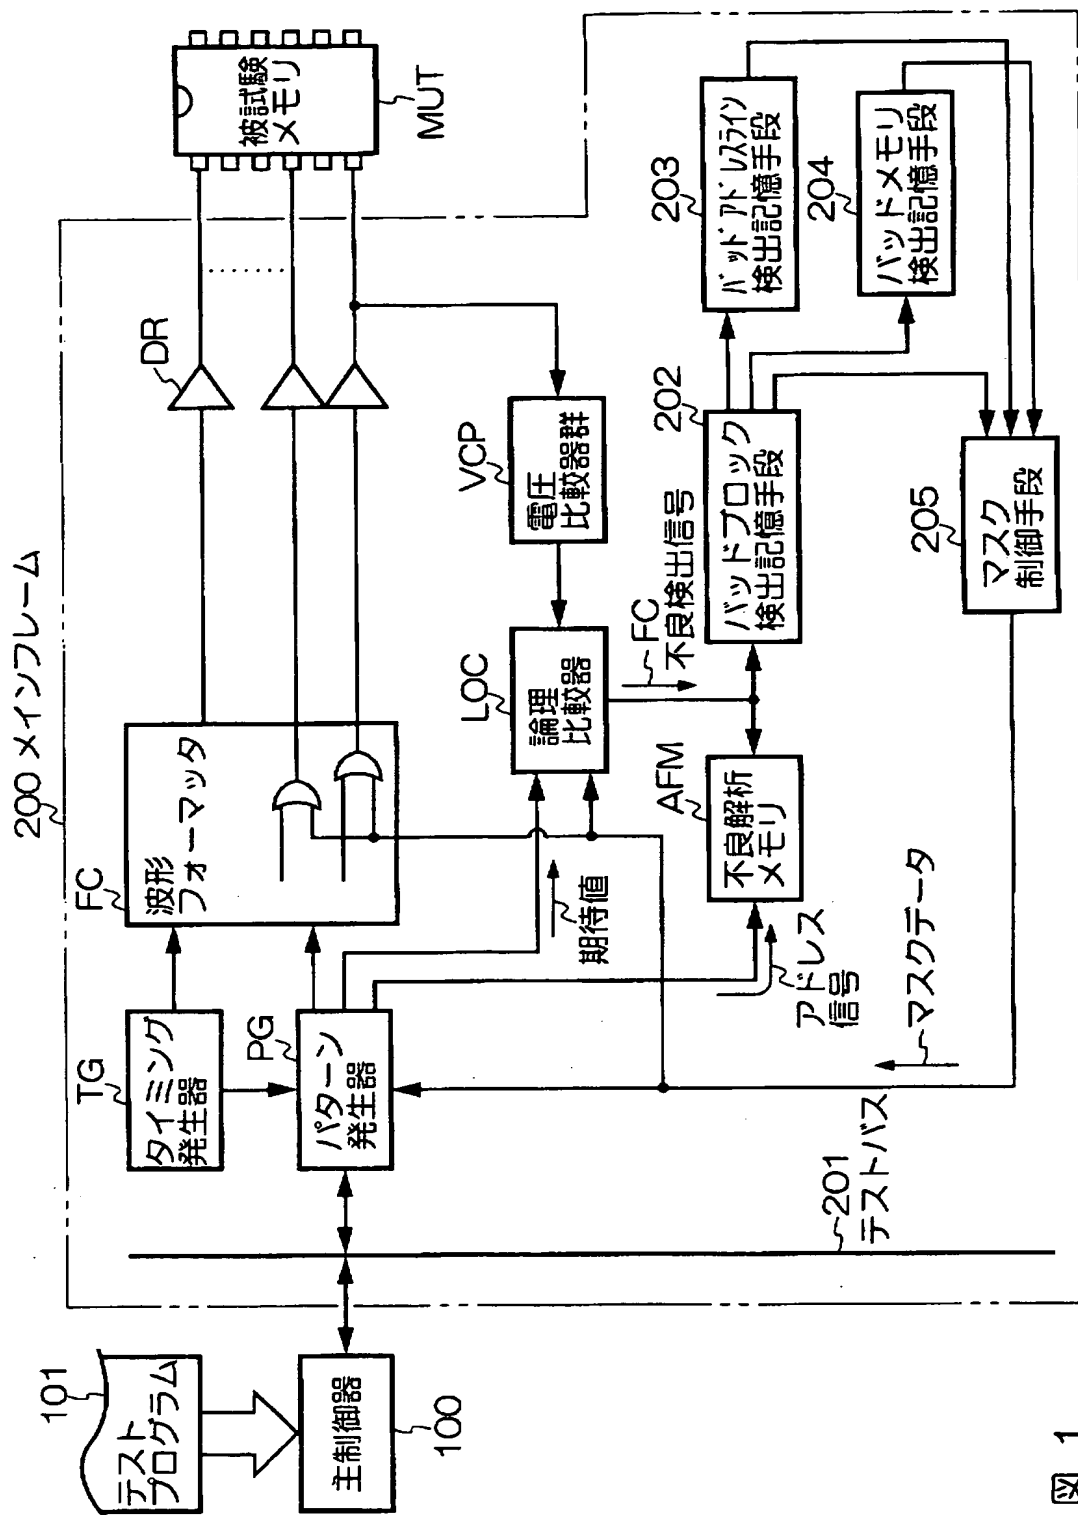 101
テスト
プログラム
主制御器
100
200 メインフレーム
TG
タイミング
発生器
PG
パターン
発生器
FC
波形
フォーマッタ
DR
被試験
メモリ
MUT
VCP
電圧
比較器群
LOC
論理
比較器
期待値
FC
不良検出信号
AFM
不良解析
メモリ
アドレス
信号
202
バッドブロック
検出記憶手段
203
バッドアドレスライン
検出記憶手段
204
バッドメモリ
検出記憶手段
205
マスク
制御手段
マスクデータ
201
テストバス
図 1